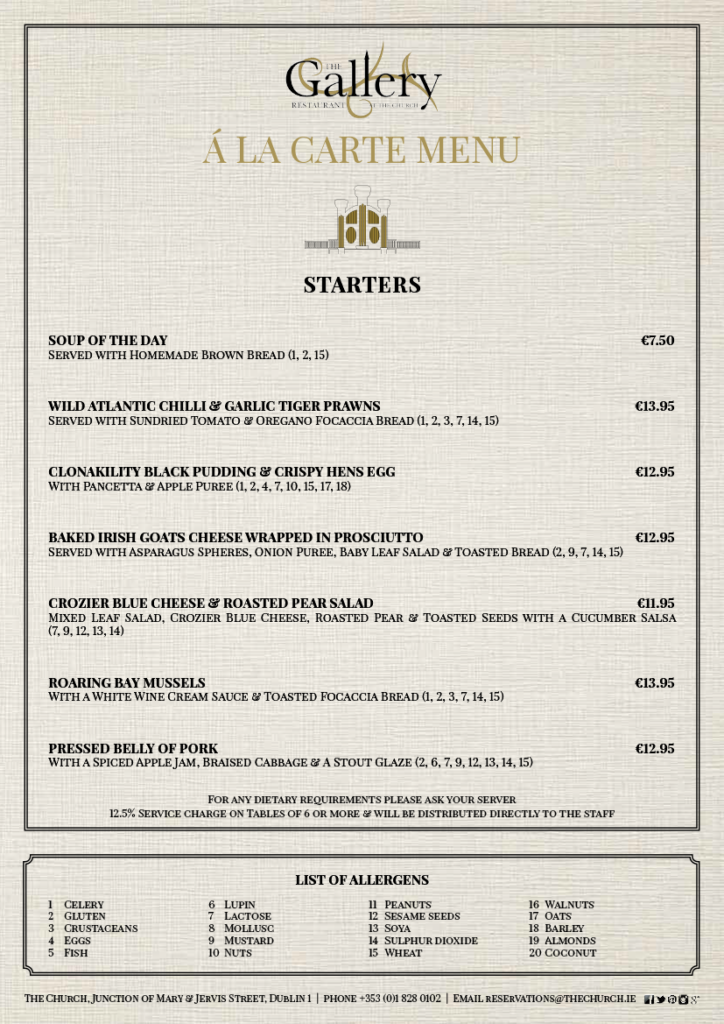 THE
Gallery
RESTAURANT AT THE CHURCH
Á LA CARTE MENU
STARTERS
SOUP OF THE DAY €7.50
SERVED WITH HOMEMADE BROWN BREAD (1, 2, 15)
WILD ATLANTIC CHILLI & GARLIC TIGER PRAWNS €13.95
SERVED WITH SUNDRIED TOMATO & OREGANO FOCACCIA BREAD (1, 2, 3, 7, 14, 15)
CLONAKILITY BLACK PUDDING & CRISPY HENS EGG €12.95
WITH PANCETTA & APPLE PUREE (1, 2, 4, 7, 10, 15, 17, 18)
BAKED IRISH GOATS CHEESE WRAPPED IN PROSCIUTTO €12.95
SERVED WITH ASPARAGUS SPHERES, ONION PUREE, BABY LEAF SALAD & TOASTED BREAD (2, 9, 7, 14, 15)
CROZIER BLUE CHEESE & ROASTED PEAR SALAD €11.95
MIXED LEAF SALAD, CROZIER BLUE CHEESE, ROASTED PEAR & TOASTED SEEDS WITH A CUCUMBER SALSA
(7, 9, 12, 13, 14)
ROARING BAY MUSSELS €13.95
WITH A WHITE WINE CREAM SAUCE & TOASTED FOCACCIA BREAD (1, 2, 3, 7, 14, 15)
PRESSED BELLY OF PORK €12.95
WITH A SPICED APPLE JAM, BRAISED CABBAGE & A STOUT GLAZE (2, 6, 7, 9, 12, 13, 14, 15)
FOR ANY DIETARY REQUIREMENTS PLEASE ASK YOUR SERVER
12.5% SERVICE CHARGE ON TABLES OF 6 OR MORE & WILL BE DISTRIBUTED DIRECTLY TO THE STAFF
LIST OF ALLERGENS
1 CELERY 6 LUPIN 11 PEANUTS 16 WALNUTS
2 GLUTEN 7 LACTOSE 12 SESAME SEEDS 17 OATS
3 CRUSTACEANS 8 MOLLUSC 13 SOYA 18 BARLEY
4 EGGS 9 MUSTARD 14 SULPHUR DIOXIDE 19 ALMONDS
5 FISH 10 NUTS 15 WHEAT 20 COCONUT
THE CHURCH, JUNCTION OF MARY & JERVIS STREET, DUBLIN 1 | PHONE +353 (0)1 828 0102 | EMAIL RESERVATIONS@THECHURCH.IE